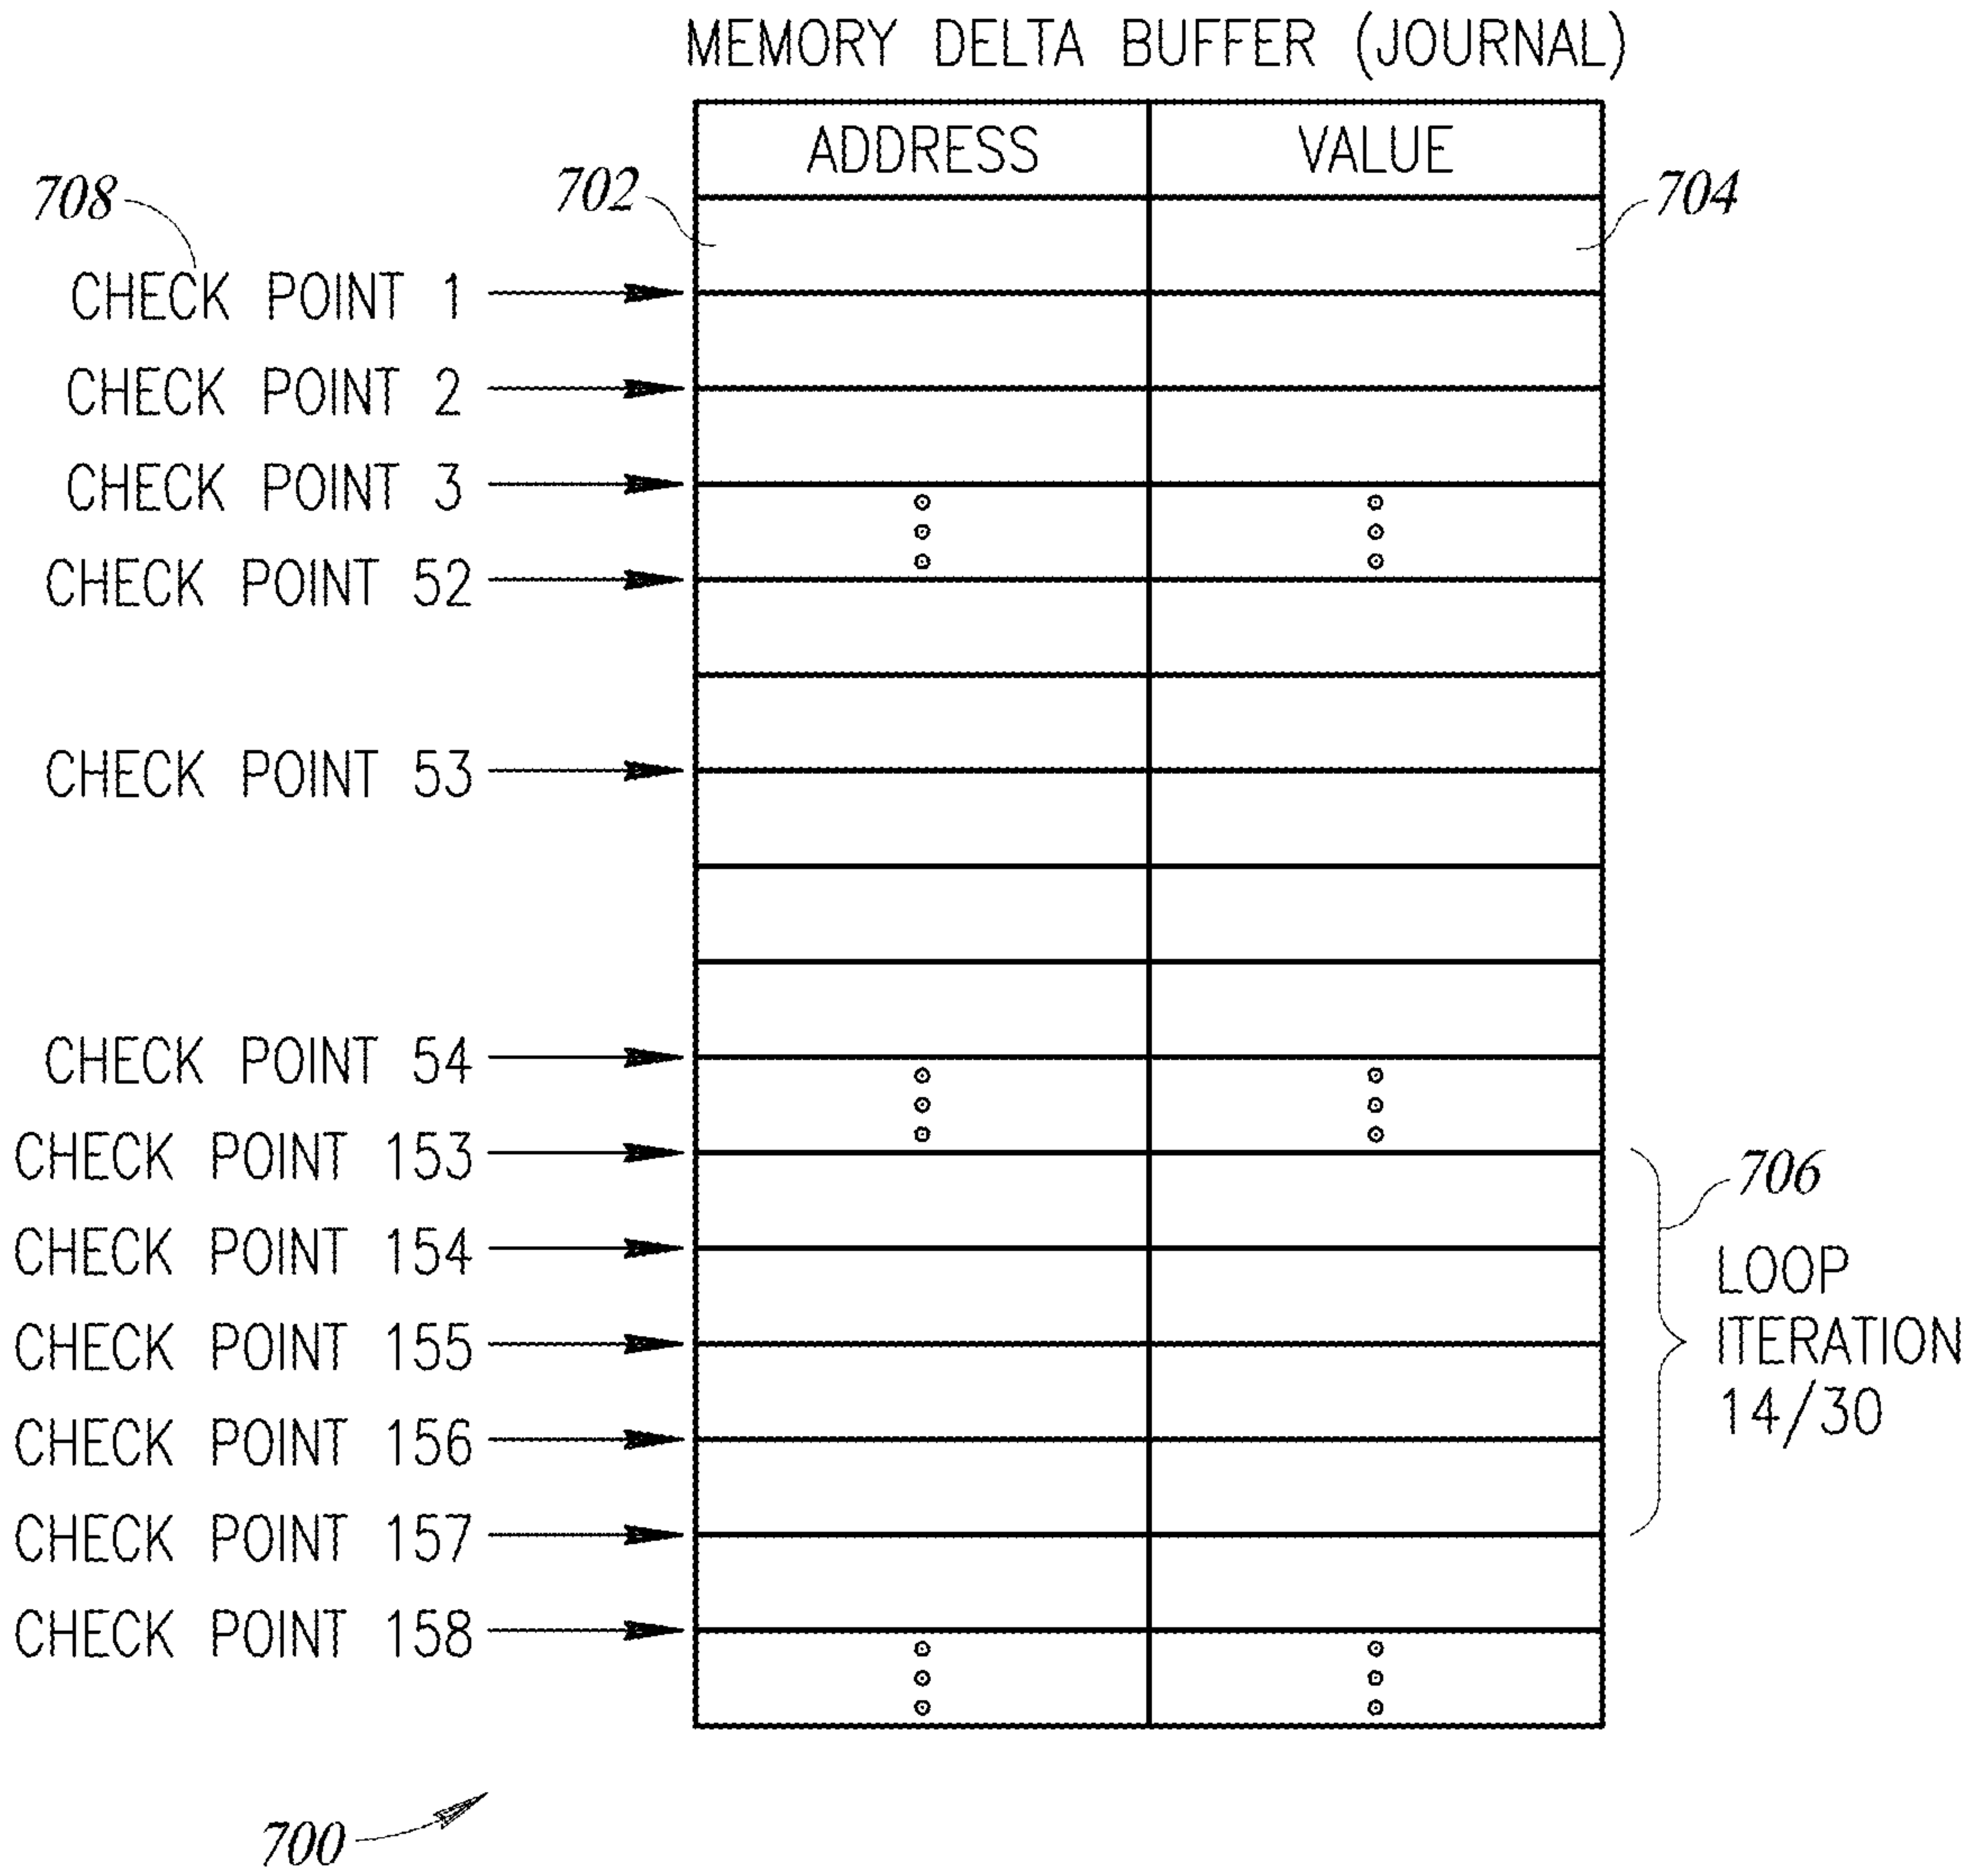 MEMORY DELTA BUFFER (JOURNAL)
ADDRESS VALUE
708 702 704
CHECK POINT 1
CHECK POINT 2
CHECK POINT 3
CHECK POINT 52
CHECK POINT 53
CHECK POINT 54
CHECK POINT 153
706
CHECK POINT 154
LOOP
CHECK POINT 155
ITERATION
14/30
CHECK POINT 156
CHECK POINT 157
CHECK POINT 158
700